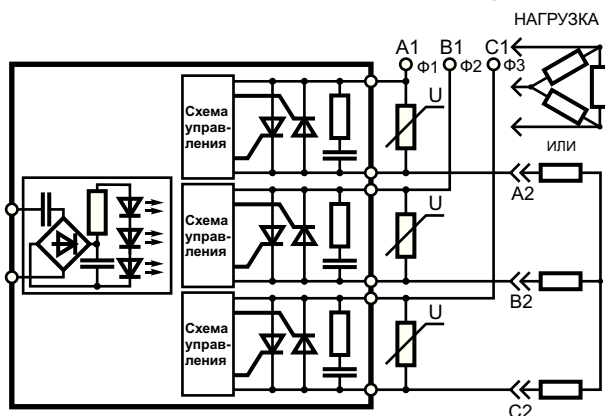 НАГРУЗКА
A1 B1 C1
Ф1 Ф2 Ф3
Схема
управ-
ления
U
ИЛИ
A2
Схема
управ-
ления
U
B2
Схема
управ-
ления
U
C2